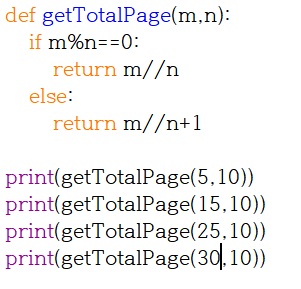 def getTotalPage(m,n):
    if m%n==0:
        return m//n
    else:
        return m//n+1

print(getTotalPage(5,10))
print(getTotalPage(15,10))
print(getTotalPage(25,10))
print(getTotalPage(30,10))